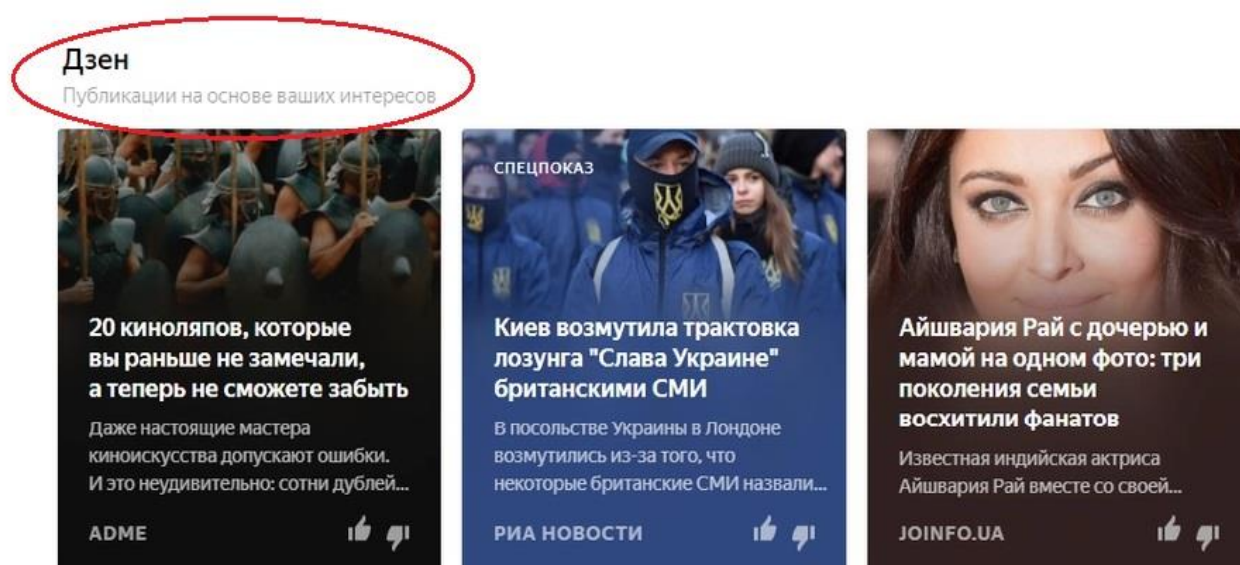 Дзен
Публикации на основе ваших интересов
20 киноляпов, которые
вы раньше не замечали,
а теперь не сможете забыть
Даже настоящие мастера
киноискусства допускают ошибки.
И это неудивительно: сотни дублей...
ADME
СПЕЦПОКАЗ
Киев возмутила трактовка
лозунга "Слава Украине"
британскими СМИ
В посольстве Украины в Лондоне
возмутились из-за того, что
некоторые британские СМИ назвали...
РИА НОВОСТИ
Айшвария Рай с дочерью и
мамой на одном фото: три
поколения семьи
восхитили фанатов
Известная индийская актриса
Айшвария Рай вместе со своей...
JOINFO.UA